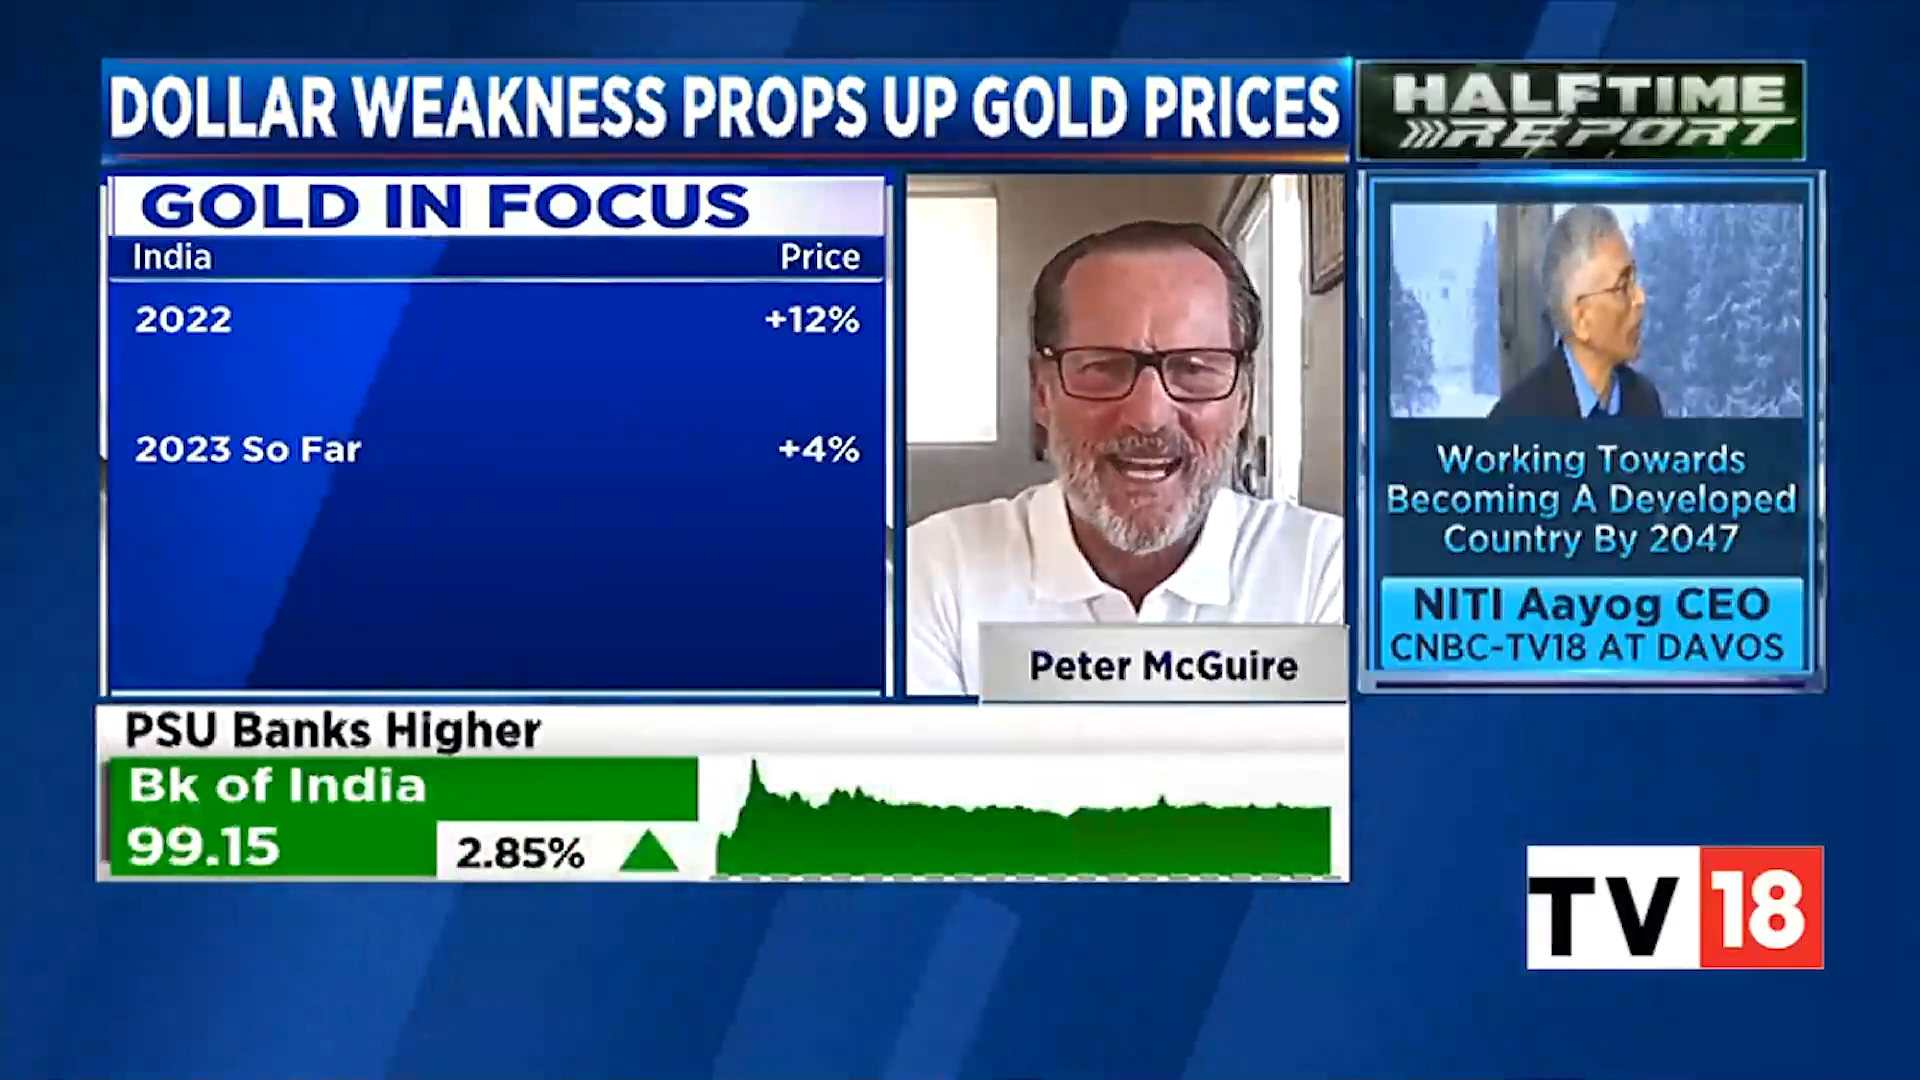 DOLLAR WEAKNESS PROPS UP GOLD PRICES
HALFTIME
REPORT
GOLD IN FOCUS
India Price
2022 +12%
2023 So Far +4%
Peter McGuire
Working Towards
Becoming A Developed
Country By 2047
NITI Aayog CEO
CNBC-TV18 AT DAVOS
PSU Banks Higher
Bk of India
99.15 2.85%
TV 18